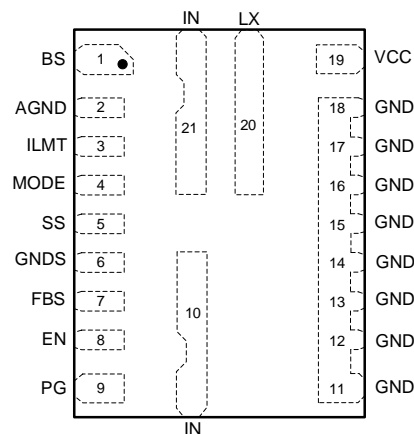 IN LX
BS 1 19 VCC
AGND 2 18 GND
21 20
ILMT 3 17 GND
MODE 4 16 GND
SS 5 15 GND
GNDS 6 14 GND
FBS 7 10 13 GND
EN 8 12 GND
PG 9 11 GND
IN